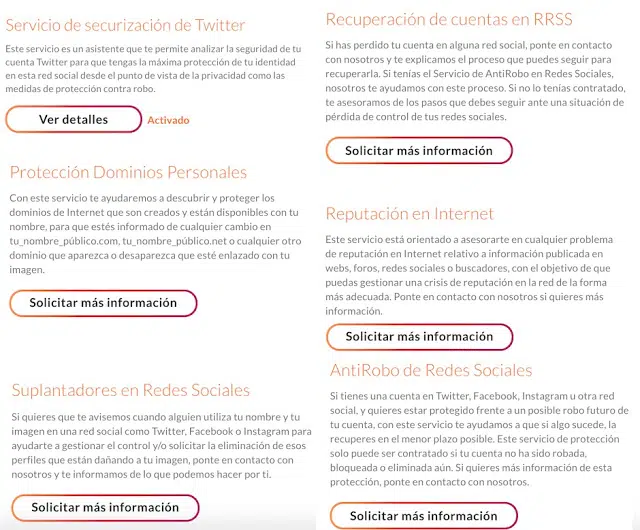 Servicio de securización de Twitter
Este servicio es un asistente que te permite analizar la seguridad de tu
cuenta Twitter para que tengas la máxima protección de tu identidad
en esta red social desde el punto de vista de la privacidad como las
medidas de protección contra robo.
Ver detalles
Activado
Protección Dominios Personales
Con este servicio te ayudaremos a descubrir y proteger los
dominios de Internet que son creados y están disponibles con tu
nombre, para que estés informado de cualquier cambio en
tu_nombre_público.com, tu_nombre_público.net o cualquier otro
dominio que aparezca o desaparezca que esté enlazado con tu
imagen.
Solicitar más información
Suplantadores en Redes Sociales
Si quieres que te avisemos cuando alguien utiliza tu nombre y tu
imagen en una red social como Twitter, Facebook o Instagram para
ayudarte a gestionar el control y/o solicitar la eliminación de esos
perfiles que están dañando a tu imagen, ponte en contacto con
nosotros y te informamos de lo que podemos hacer por ti.
Solicitar más información
Recuperación de cuentas en RRSS
Si has perdido tu cuenta en alguna red social, ponte en contacto
con nosotros y te explicamos el proceso que puedes seguir para
recuperarla. Si tenías el Servicio de AntiRobo en Redes Sociales,
nosotros te ayudamos con este proceso. Si no lo tenías contratado,
te asesoramos de los pasos que debes seguir ante una situación de
pérdida de control de tus redes sociales.
Solicitar más información
Reputación en Internet
Este servicio está orientado a asesorarte en cualquier problema
de reputación en Internet relativo a información publicada en
webs, foros, redes sociales o buscadores, con el objetivo de que
puedas gestionar una crisis de reputación en la red de la forma
más adecuada. Ponte en contacto con nosotros si quieres más
información.
Solicitar más información
AntiRobo de Redes Sociales
Si tienes una cuenta en Twitter, Facebook, Instagram u otra red
social, y quieres estar protegido frente a un posible robo futuro de
tu cuenta, con este servicio te ayudamos a que si algo sucede, la
recuperes en el menor plazo posible. Este servicio de protección
solo puede ser contratado si tu cuenta no ha sido robada,
bloqueada o eliminada aún. Si quieres más información de esta
protección, ponte en contacto con nosotros.
Solicitar más información